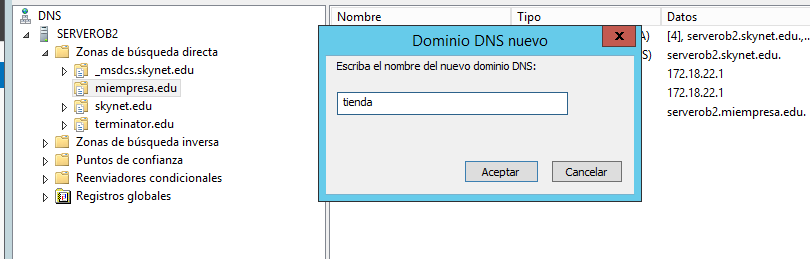 DNS
SERVEROB2
Zonas de búsqueda directa
_msdcs.skynet.edu
miempresa.edu
skynet.edu
terminator.edu
Zonas de búsqueda inversa
Puntos de confianza
Reenviadores condicionales
Registros globales
Nombre Tipo Datos
A) [4], serverob2.skynet.edu.,..
S) serverob2.skynet.edu.
172.18.22.1
172.18.22.1
serverob2.miempresa.edu.
Dominio DNS nuevo
X
Escriba el nombre del nuevo dominio DNS:
tienda
Aceptar Cancelar